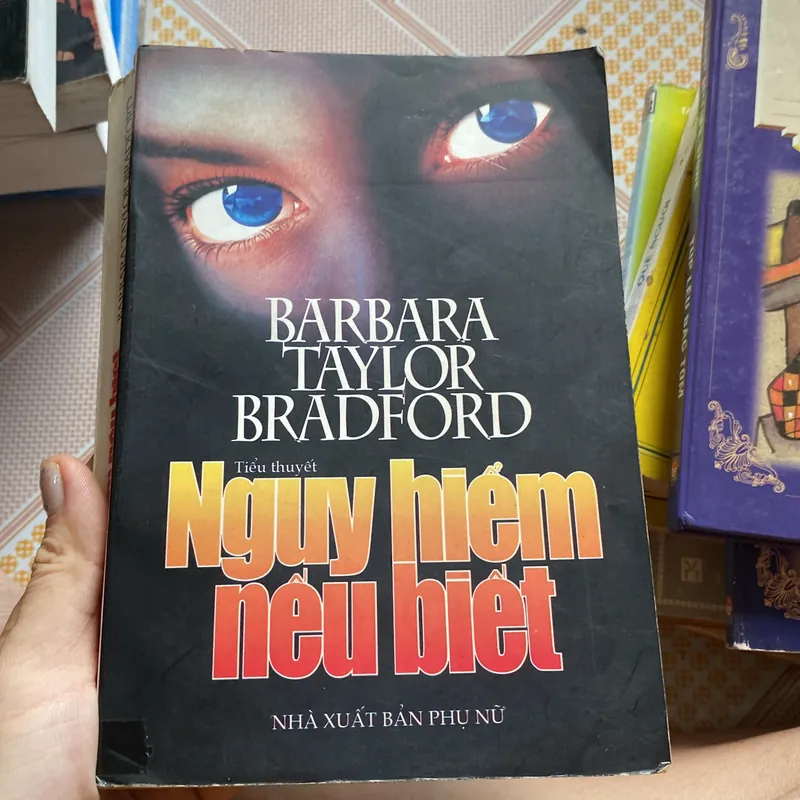 BARBARA
TAYLOR
BRADFORD
Tiểu thuyết
Nguy hiểm
nếu biết
NHÀ XUẤT BẢN PHỤ NỮ